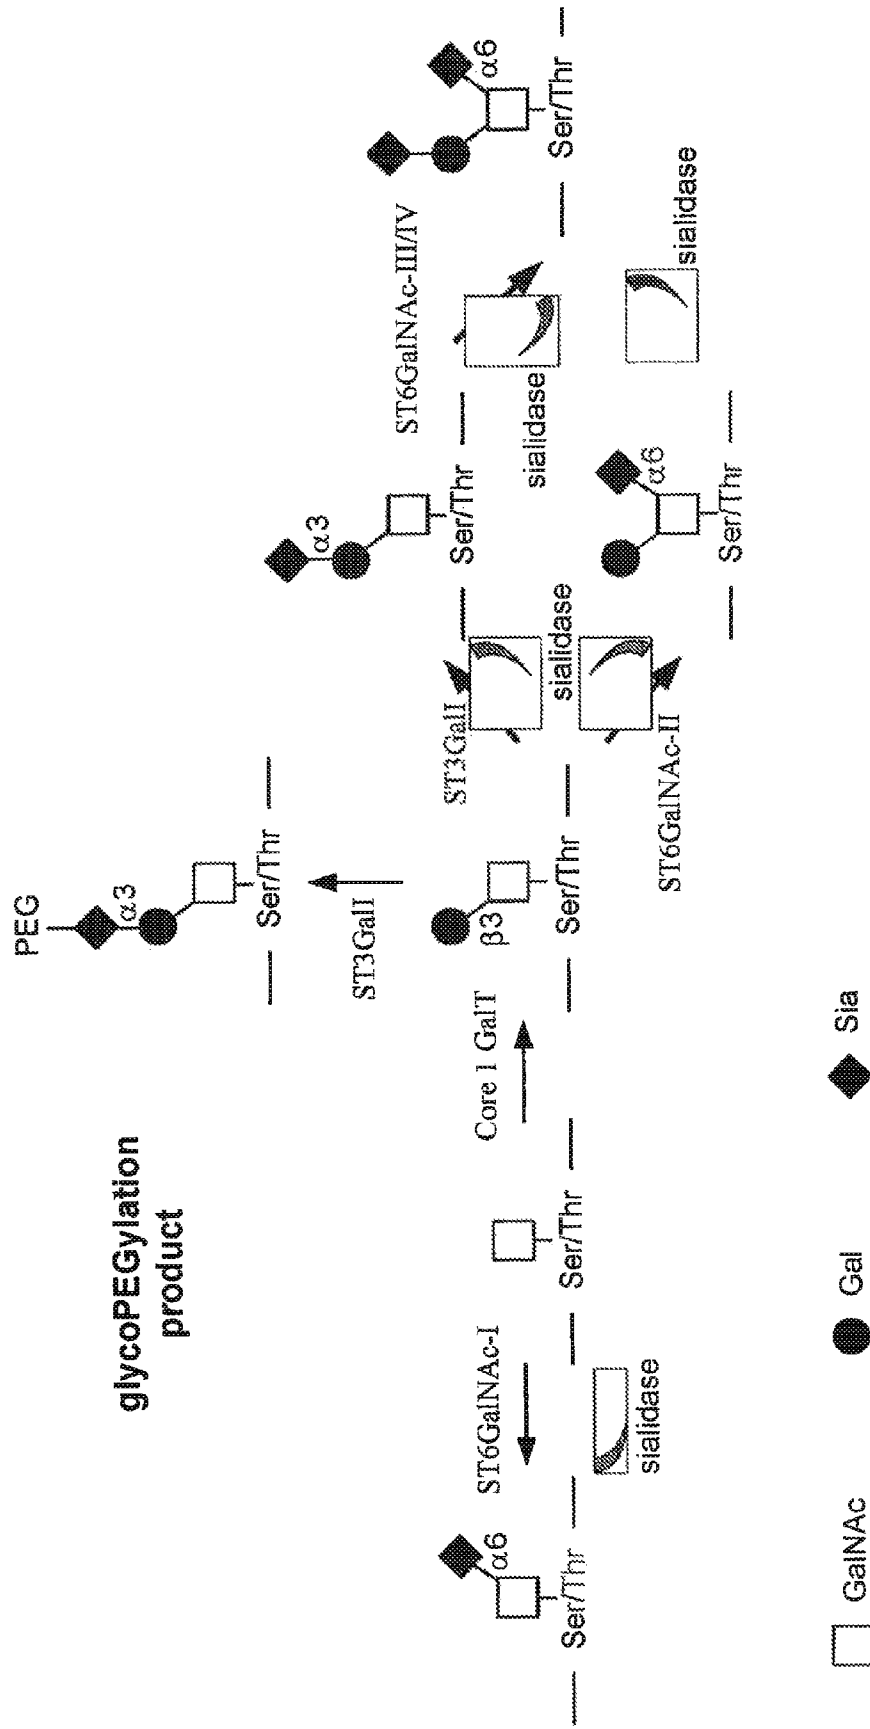 PEG
glycoPEGylation
product
α3
Ser/Thr
ST3GalI
α3
Ser/Thr
ST6GalNAc-III/IV
α6
Ser/Thr
α6
Ser/Thr
ST6GalNAc-I
sialidase
Ser/Thr
Core 1 GalT
β3
Ser/Thr
ST3GalI
sialidase
ST6GalNAc-II
sialidase
α6
Ser/Thr
sialidase
GalNAc
Gal
Sia